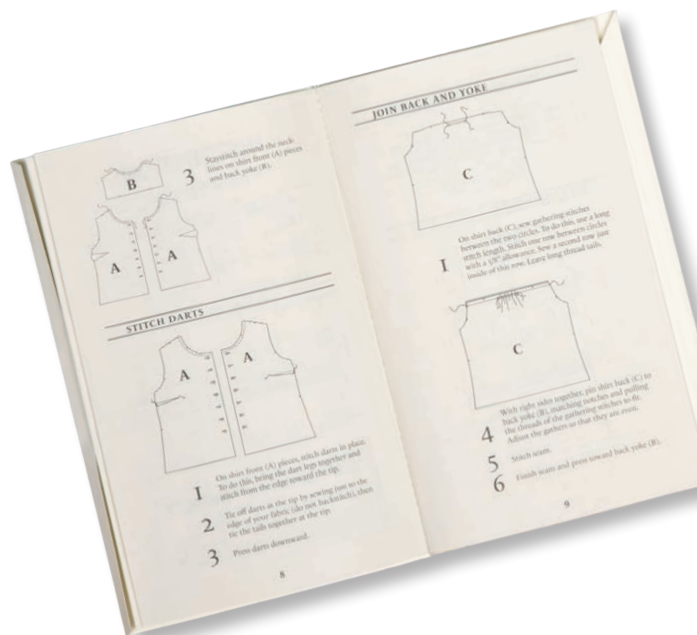 B
3
Staystitch around the neck
lines on shirt front (A) pieces
and back yoke (B).
A
A
STITCH DARTS
A
A
1
On shirt front (A) pieces, stitch darts in place.
To do this, bring the dart legs together and
stitch from the edge toward the tip.
2
Tie off darts at the tip by sewing just to the
edge of your fabric (do not backstitch), then
tie the tails together at the tip.
3
Press darts downward.
8
JOIN BACK AND YOKE
C
1
On shirt back (C), sew gathering stitches
between the two circles. To do this, use a long
stitch length. Stitch one row between circles
with a 5/8" allowance. Sew a second row just
inside of this row. Leave long thread tails.
C
4
With right sides together, pin shirt back (C) to
back yoke (B), matching notches and pulling
the threads of the gathering stitches to fit.
Adjust the gathers so that they are even.
5
Stitch seam.
6
Finish seam and press toward back yoke (B).
9